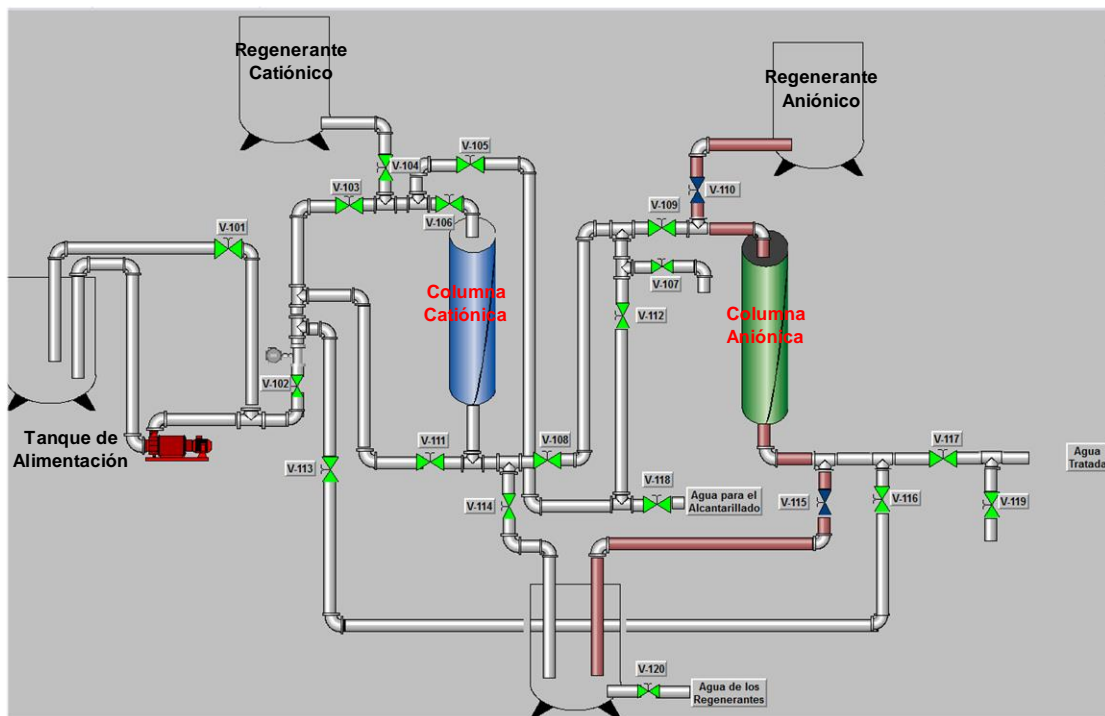 Regenerante
Catiónico
Regenerante
Aniónico
V-105
V-104
V-103
V-110
V-109
V-106
V-101
V-107
Columna
Catiónica
V-112
Columna
Aniónica
V-102
Tanque de
Alimentación
V-111
V-108
V-117
Agua
Tratada
V-113
V-118
Agua para el
Alcantarillado
V-114
V-115
V-116
V-119
V-120
Agua de los
Regenerantes